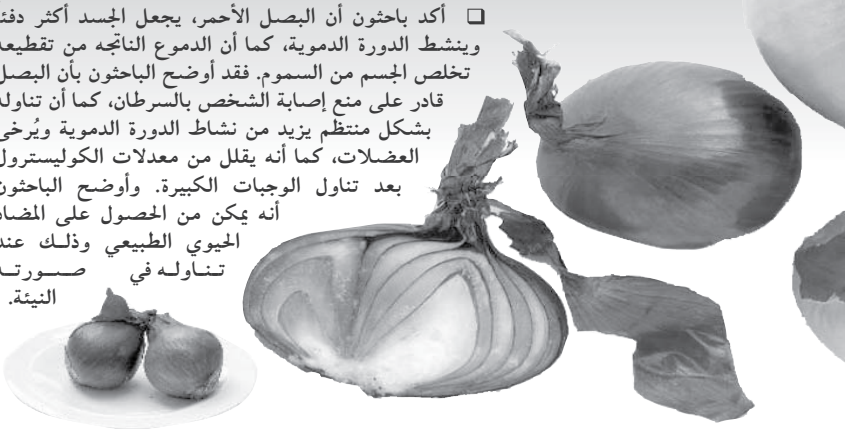 ❑ أكد باحثون أن البصل الأحمر، يجعل الجسد أكثر دفئا
وينشط الدورة الدموية، كما أن الدموع الناتجه من تقطيعه
تخلص الجسم من السموم. فقد أوضح الباحثون بأن البصل
قادر على منع إصابة الشخص بالسرطان، كما أن تناوله
بشكل منتظم يزيد من نشاط الدورة الدموية ويُرخى
العضلات، كما أنه يقلل من معدلات الكوليسترول
بعد تناول الوجبات الكبيرة. وأوضح الباحثون
أنه يمكن من الحصول على المضاد
الحيوي الطبيعي وذلك عند
تناوله في صورته
النيئة.